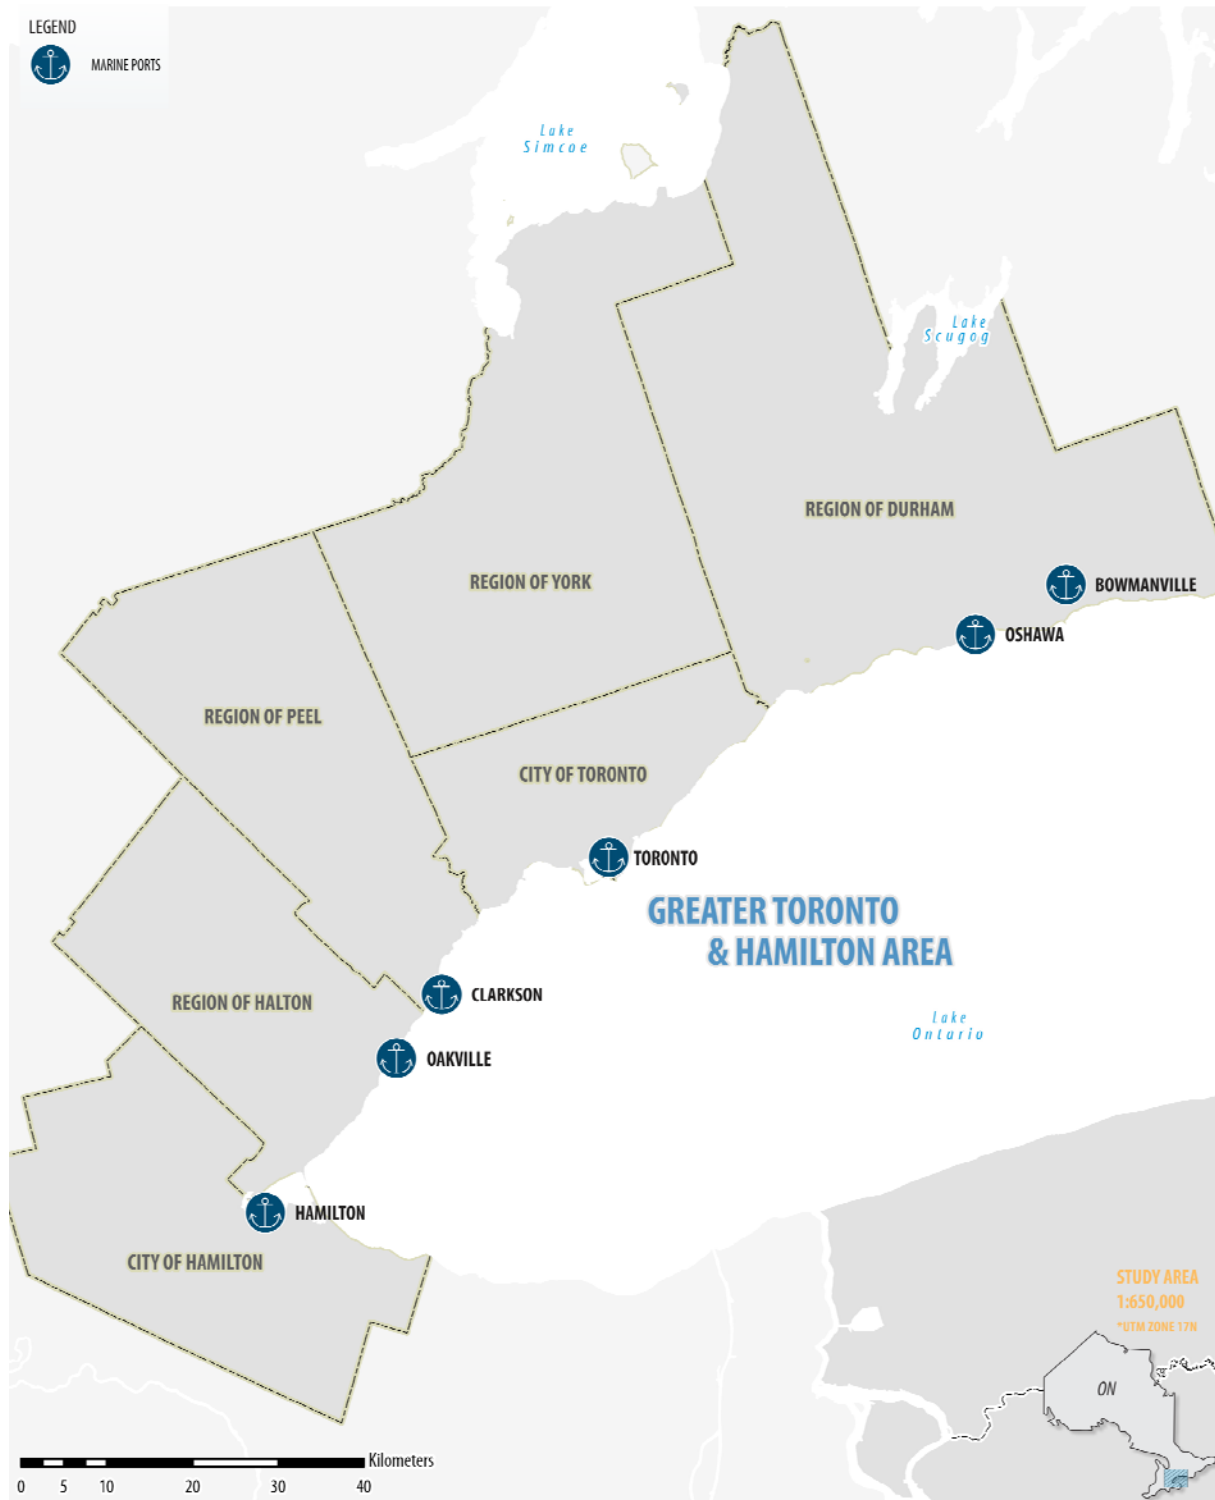 LEGEND
MARINE PORTS
Lake
Simcoe
Lake
Scugog
REGION OF DURHAM
REGION OF YORK
BOWMANVILLE
OSHAWA
REGION OF PEEL
CITY OF TORONTO
TORONTO
GREATER TORONTO
& HAMILTON AREA
CLARKSON
REGION OF HALTON
Lake
Ontario
OAKVILLE
HAMILTON
CITY OF HAMILTON
STUDY AREA
1:650,000
*UTM ZONE 17N
ON
Kilometers
0 5 10 20 30 40